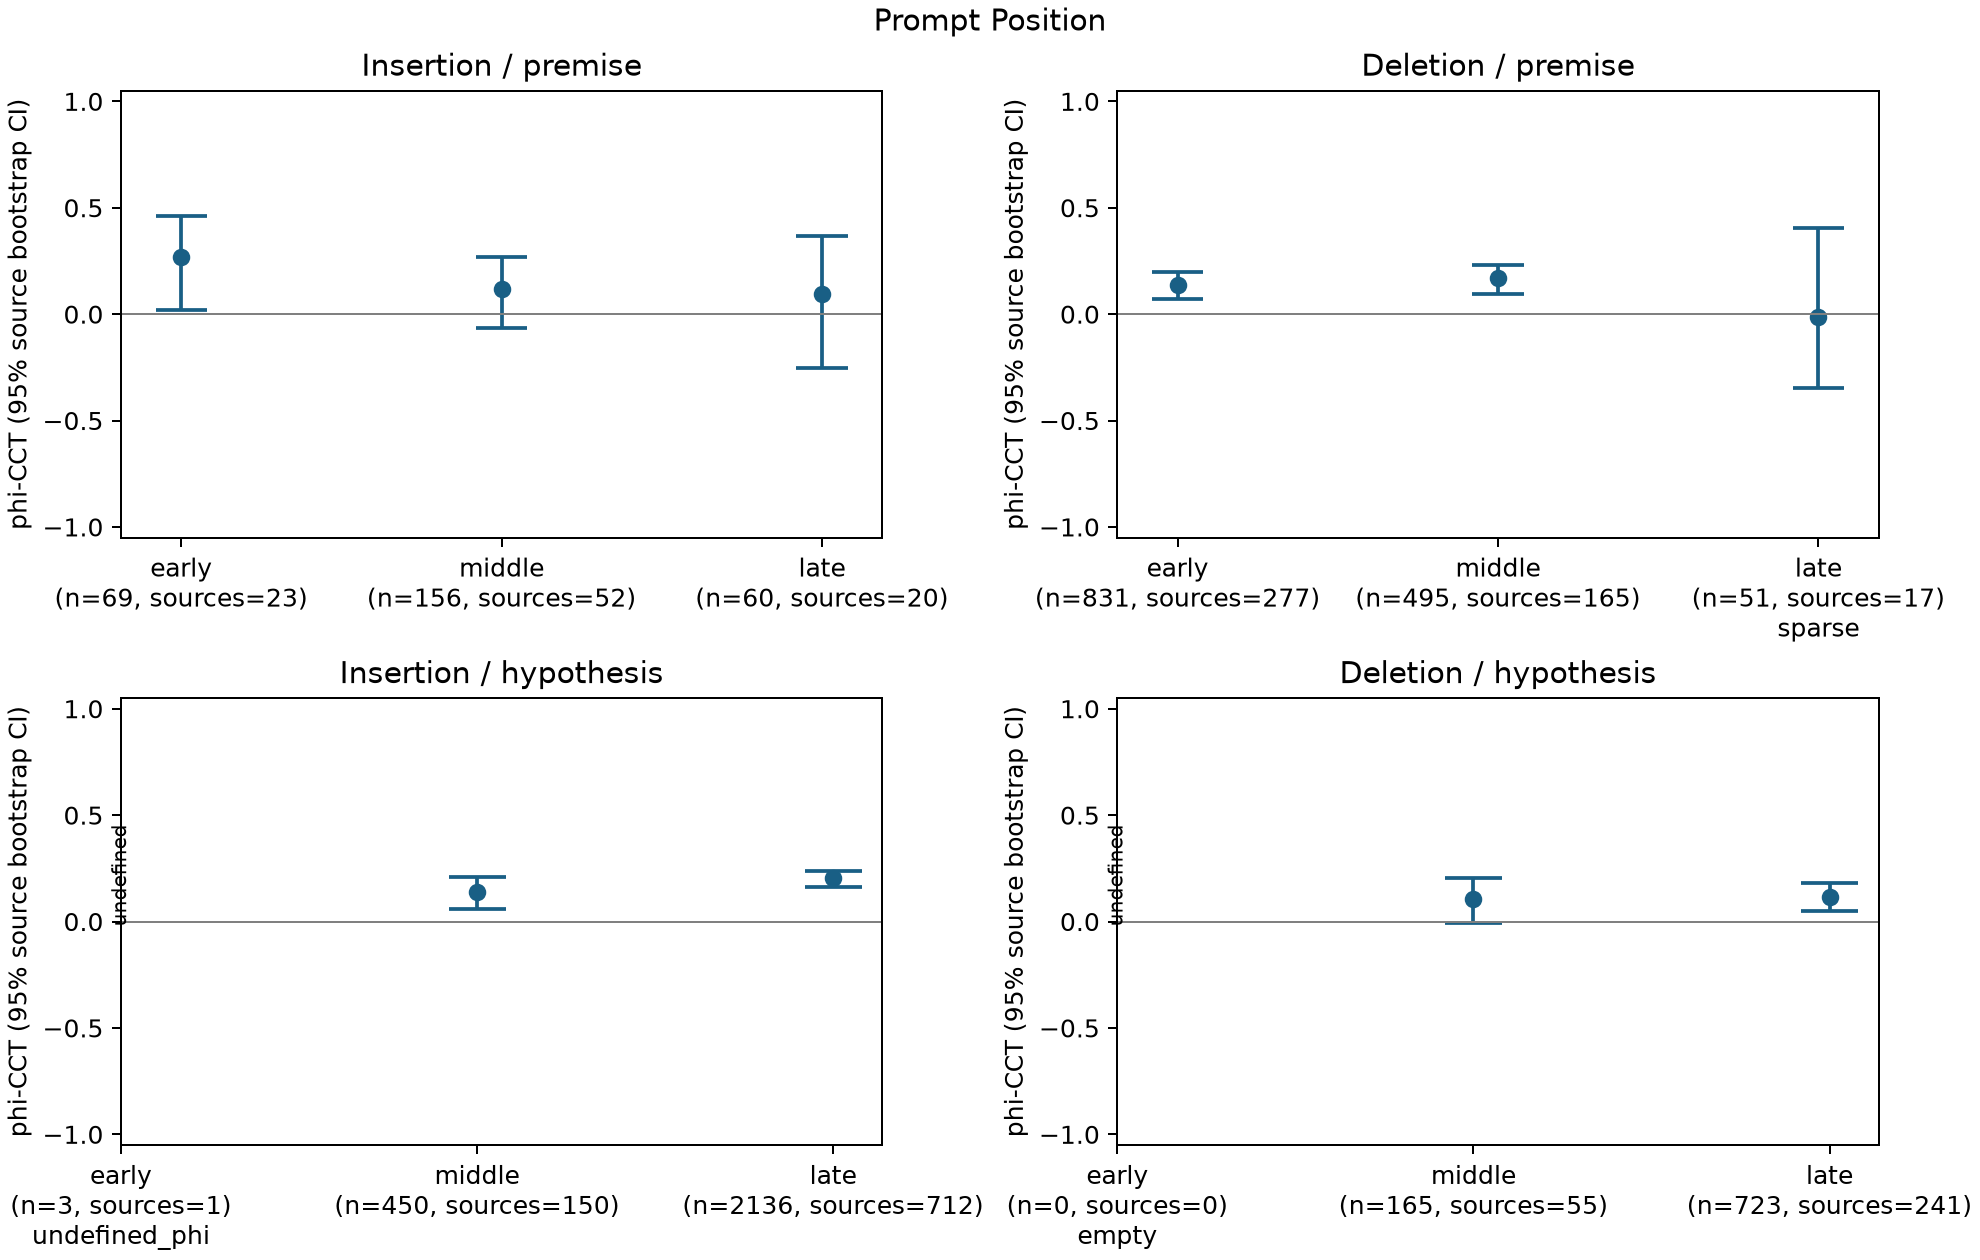 Prompt Position
Insertion / premise
phi-CCT (95% source bootstrap CI)
1.0
0.5
0.0
−0.5
−1.0
early
(n=69, sources=23)
middle
(n=156, sources=52)
late
(n=60, sources=20)
Deletion / premise
phi-CCT (95% source bootstrap CI)
1.0
0.5
0.0
−0.5
−1.0
early
(n=831, sources=277)
middle
(n=495, sources=165)
late
(n=51, sources=17)
sparse
Insertion / hypothesis
phi-CCT (95% source bootstrap CI)
1.0
0.5
0.0
−0.5
−1.0
undefined
early
(n=3, sources=1)
undefined_phi
middle
(n=450, sources=150)
late
(n=2136, sources=712)
Deletion / hypothesis
phi-CCT (95% source bootstrap CI)
1.0
0.5
0.0
−0.5
−1.0
undefined
early
(n=0, sources=0)
empty
middle
(n=165, sources=55)
late
(n=723, sources=241)